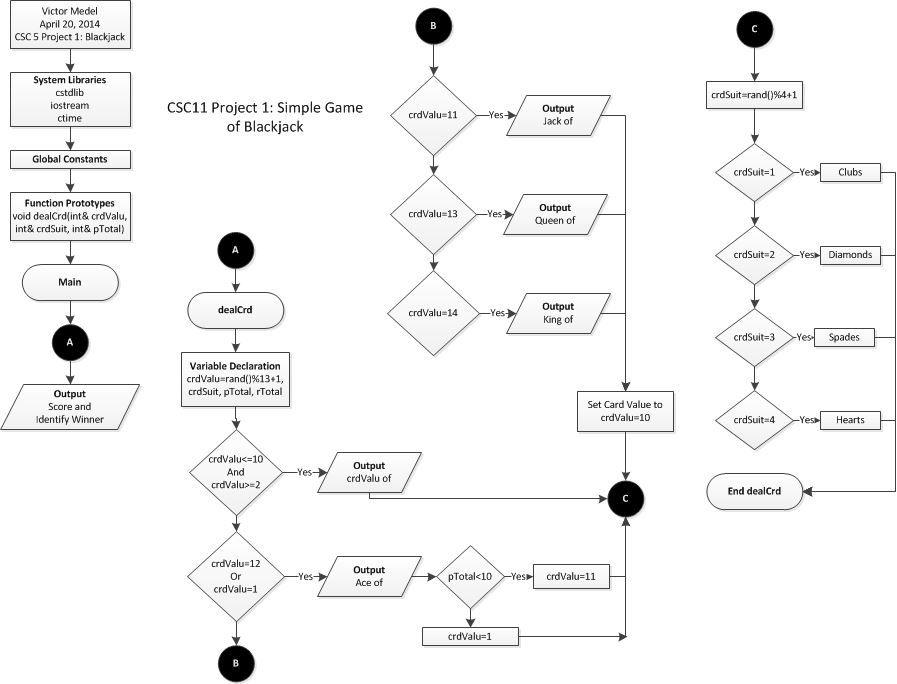 Victor Medel
April 20, 2014
CSC 5 Project 1: Blackjack
System Libraries
cstdlib
iostream
ctime
Global Constants
Function Prototypes
void dealCrd(int& crdValu,
int& crdSuit, int& pTotal)
Main
A
Output
Score and
Identify Winner
CSC11 Project 1: Simple Game
of Blackjack
A
dealCrd
Variable Declaration
crdValu=rand()%13+1,
crdSuit, pTotal, rTotal
crdValu<=10
And
crdValu>=2
Yes
Output
crdValu of
crdValu=12
Or
crdValu=1
Yes
Output
Ace of
pTotal<10
Yes
crdValu=11
crdValu=1
B
B
crdValu=11
Yes
Output
Jack of
crdValu=13
Yes
Output
Queen of
crdValu=14
Yes
Output
King of
Set Card Value to
crdValu=10
C
C
crdSuit=rand()%4+1
crdSuit=1
Yes
Clubs
crdSuit=2
Yes
Diamonds
crdSuit=3
Yes
Spades
crdSuit=4
Yes
Hearts
End dealCrd